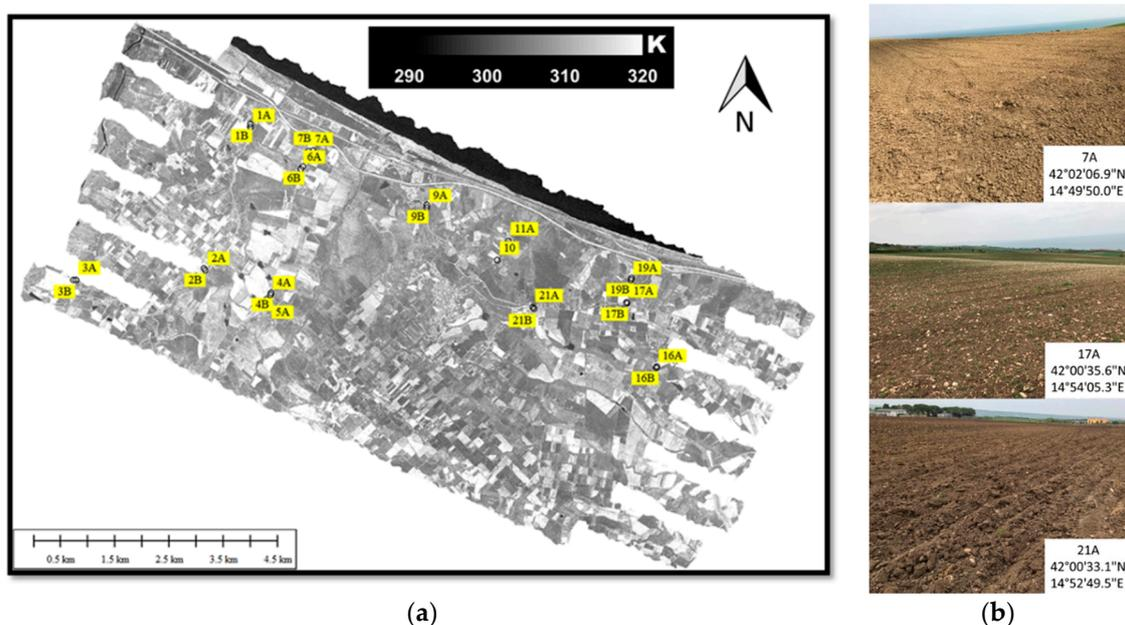 K
290 300 310 320
N
1A
1B
7B 7A
6A
6B
9A
9B
11A
10
2A
2B
3A
3B
4A
4B
5A
19A
19B 17A
17B
21A
21B
16A
16B
0.5 km 1.5 km 2.5 km 3.5 km 4.5 km
(a)
7A
42°02'06.9"N
14°49'50.0"E
17A
42°00'35.6"N
14°54'05.3"E
21A
42°00'33.1"N
14°52'49.5"E
(b)